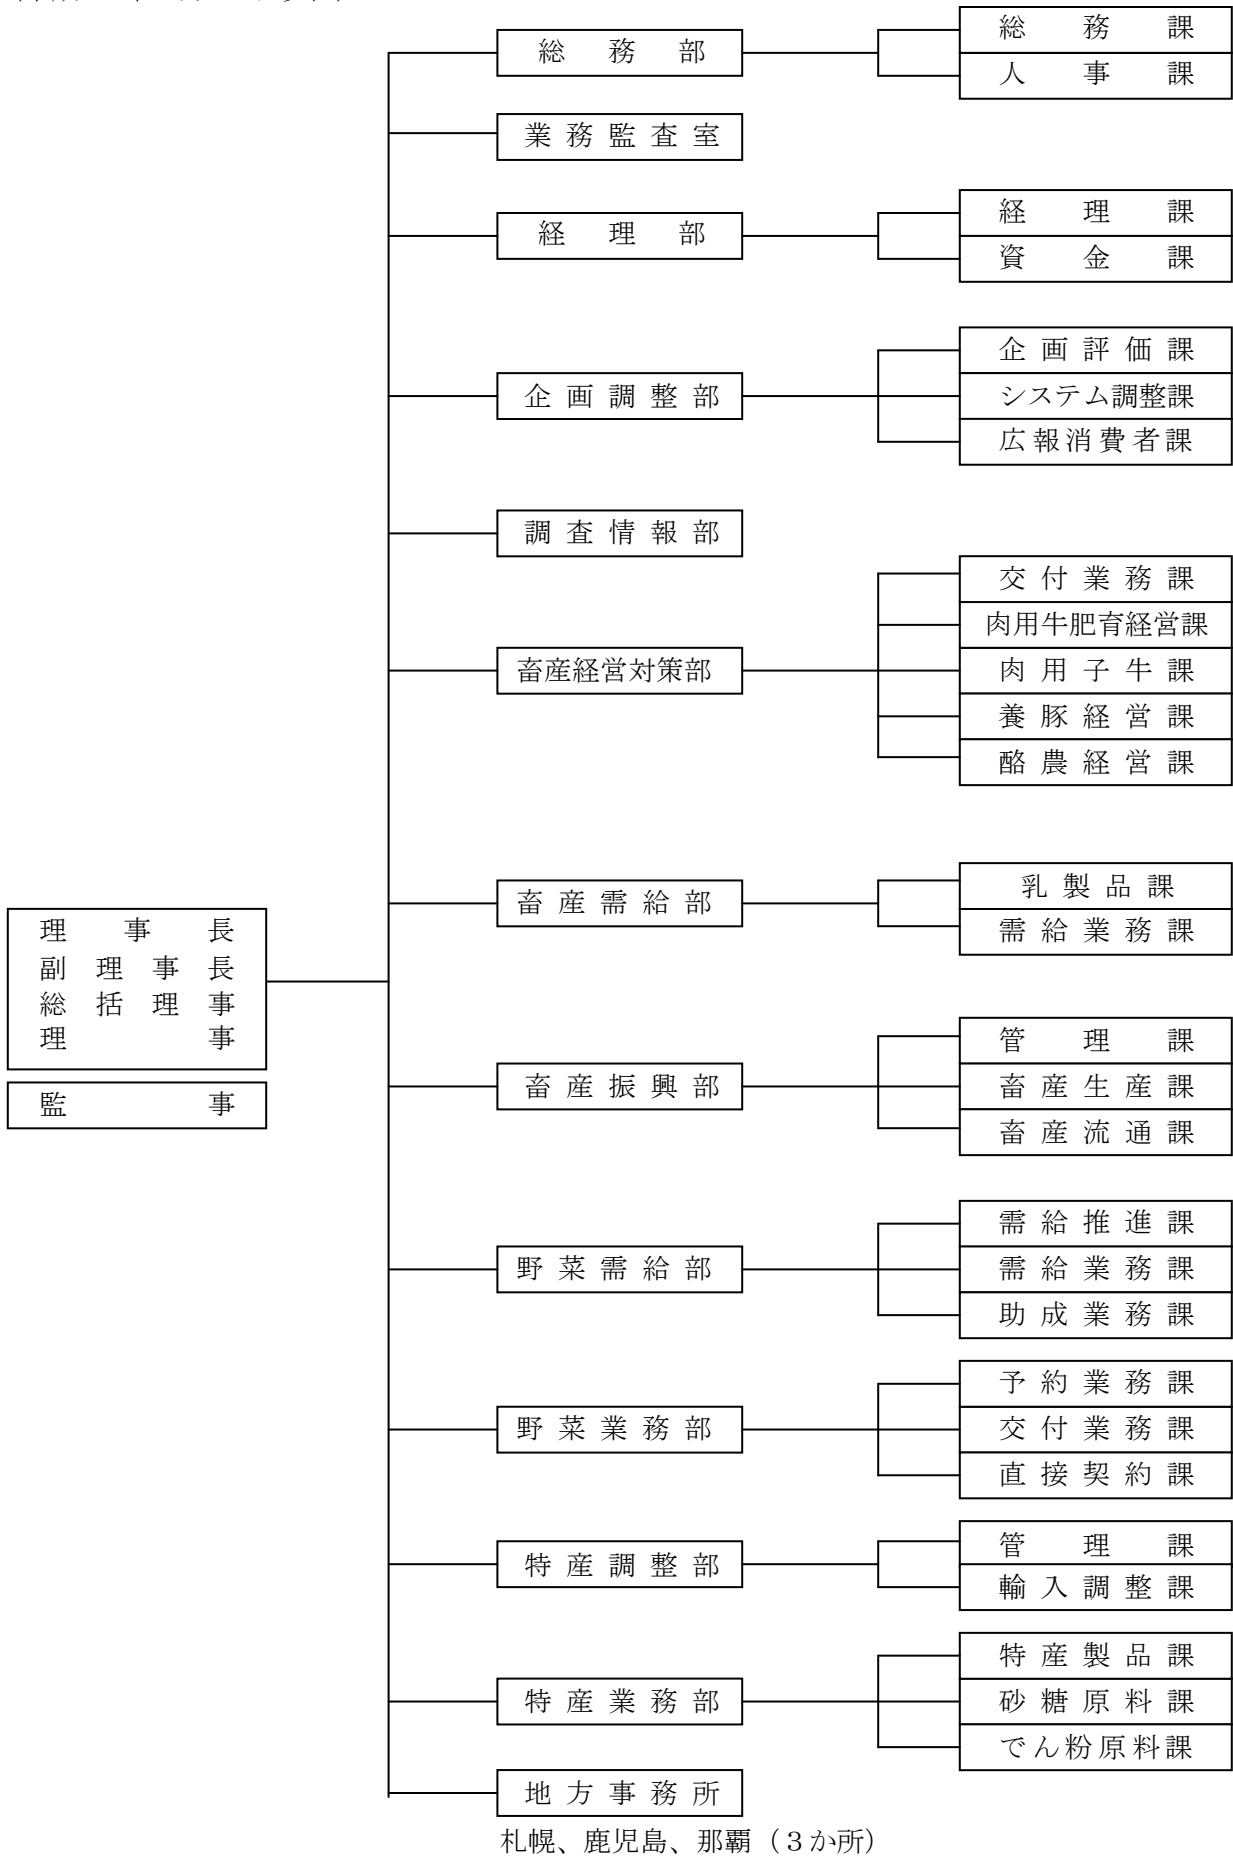 総務部
総務課
人事課
業務監査室
経理部
経理課
資金課
企画調整部
企画評価課
システム調整課
広報消費者課
調査情報部
畜産経営対策部
交付業務課
肉用牛肥育経営課
肉用子牛課
養豚経営課
酪農経営課
畜産需給部
乳製品課
需給業務課
理事長
副理事長
総括理事
理事
監事
畜産振興部
管理課
畜産生産課
畜産流通課
野菜需給部
需給推進課
需給業務課
助成業務課
野菜業務部
予約業務課
交付業務課
直接契約課
特産調整部
管理課
輸入調整課
特産業務部
特産製品課
砂糖原料課
でん粉原料課
地方事務所
札幌、鹿児島、那覇（３か所）